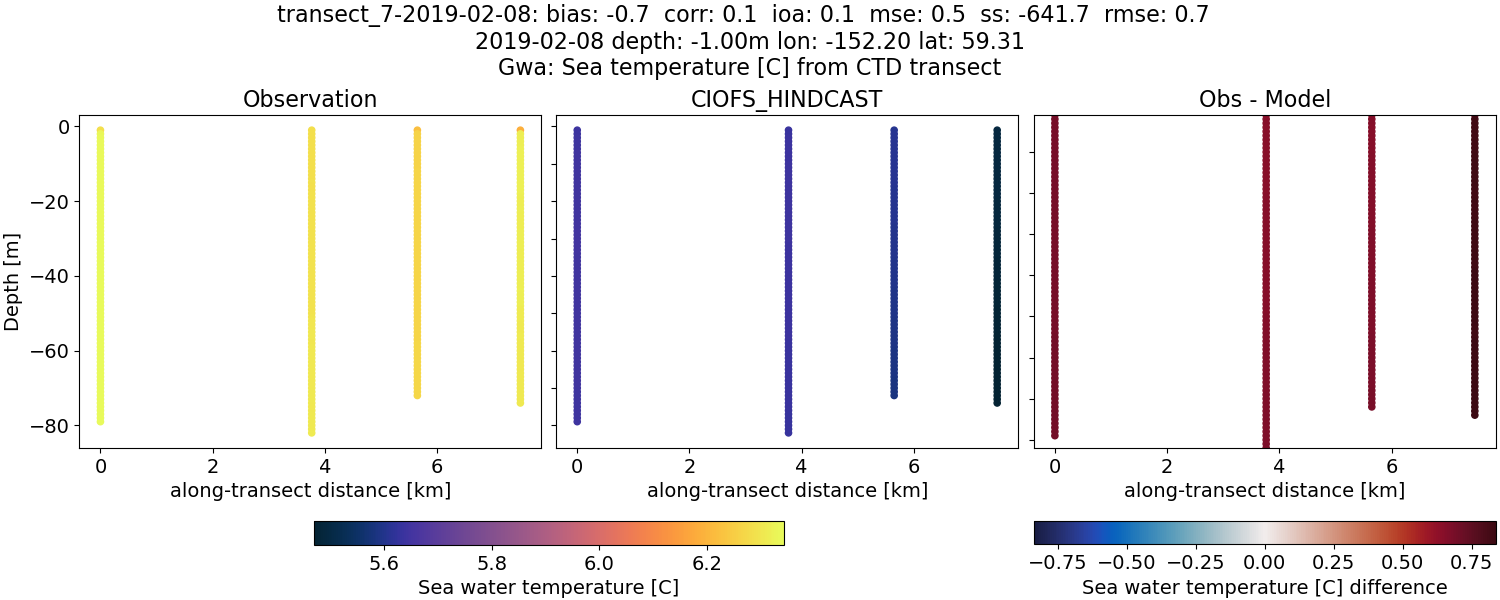 transect_7-2019-02-08: bias: -0.7  corr: 0.1  ioa: 0.1  mse: 0.5  ss: -641.7  rmse: 0.7
2019-02-08 depth: -1.00m lon: -152.20 lat: 59.31
Gwa: Sea temperature [C] from CTD transect
Observation
CIOFS_HINDCAST
Obs - Model
Depth [m]
0
−20
−40
−60
−80
0 2 4 6
0 2 4 6
0 2 4 6
along-transect distance [km]
along-transect distance [km]
along-transect distance [km]
5.6 5.8 6.0 6.2
Sea water temperature [C]
−0.75 −0.50 −0.25 0.00 0.25 0.50 0.75
Sea water temperature [C] difference